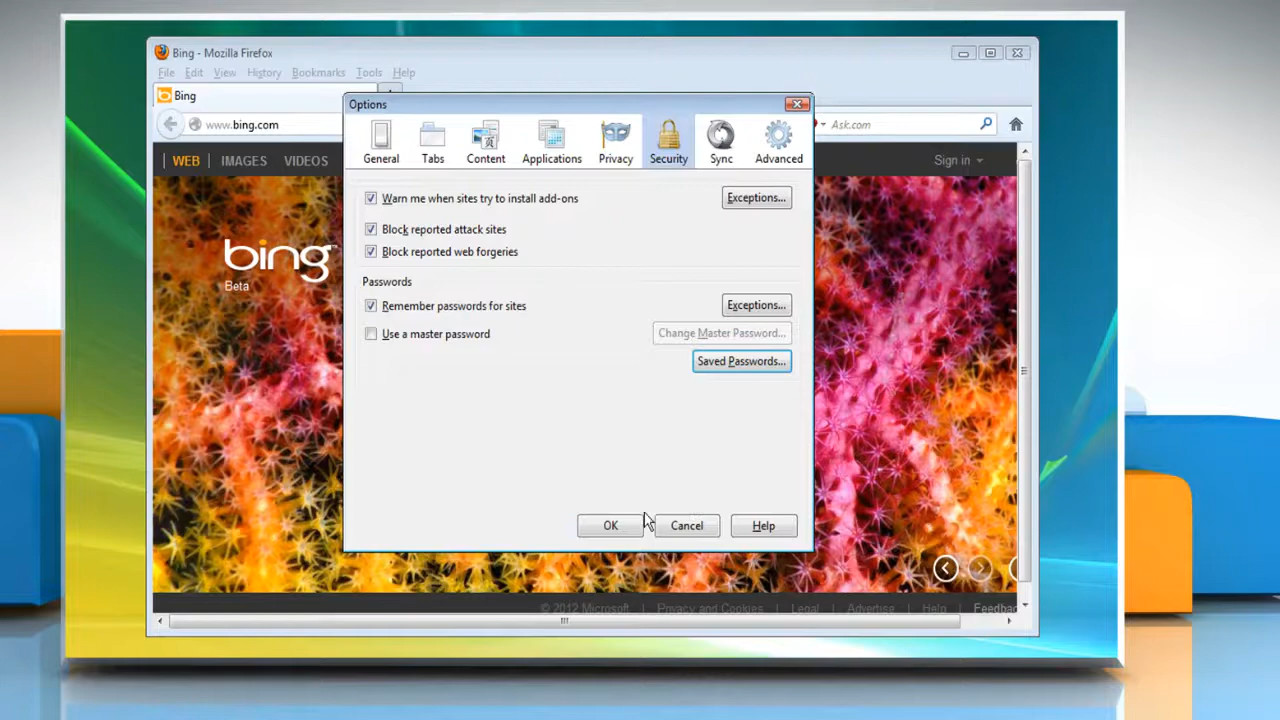 Bing - Mozilla Firefox
File Edit View History Bookmarks Tools Help
Bing
Options
www.bing.com
Ask.com
General Tabs Content Applications Privacy Security Sync Advanced
WEB IMAGES VIDEOS
Sign in
Warn me when sites try to install add-ons
Exceptions...
Block reported attack sites
Block reported web forgeries
bing
Beta
Passwords
Remember passwords for sites
Exceptions...
Use a master password
Change Master Password...
Saved Passwords...
OK Cancel Help
© 2012 Microsoft Privacy and Cookies Legal Advertise Help Feedbac